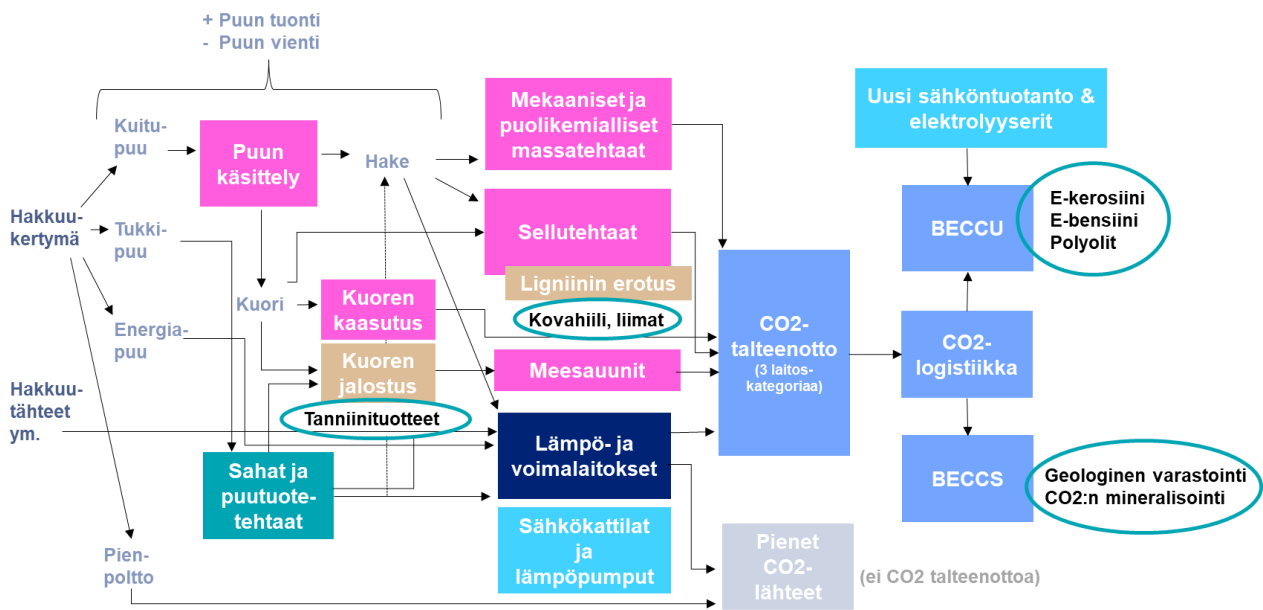 + Puun tuonti
- Puun vienti
Kuitu-
puu
Puun
käsittely
Hake
Mekaaniset ja
puolikemialliset
massatehtaat
Uusi sähköntuotanto &
elektrolyyserit
Hakkuu-
kertymä
Tukki-
puu
Sellutehtaat
Ligniinin erotus
Kovahiili, liimat
BECCU
E-kerosiini
E-bensiini
Polyolit
Kuori
Kuoren
kaasutus
Energia-
puu
Kuoren
jalostus
Tanniinituotteet
Meesauunit
CO2-
talteenotto
(3 laitos-
kategoriaa)
CO2-
logistiikka
Hakkuu-
tähteet
ym.
Sahat ja
puutuote-
tehtaat
Lämpö- ja
voimalaitokset
BECCS
Geologinen varastointi
CO2:n mineralisointi
Sähkökattilat
ja
lämpöpumput
Pien-
poltto
Pienet
CO2-
lähteet
(ei CO2 talteenottoa)